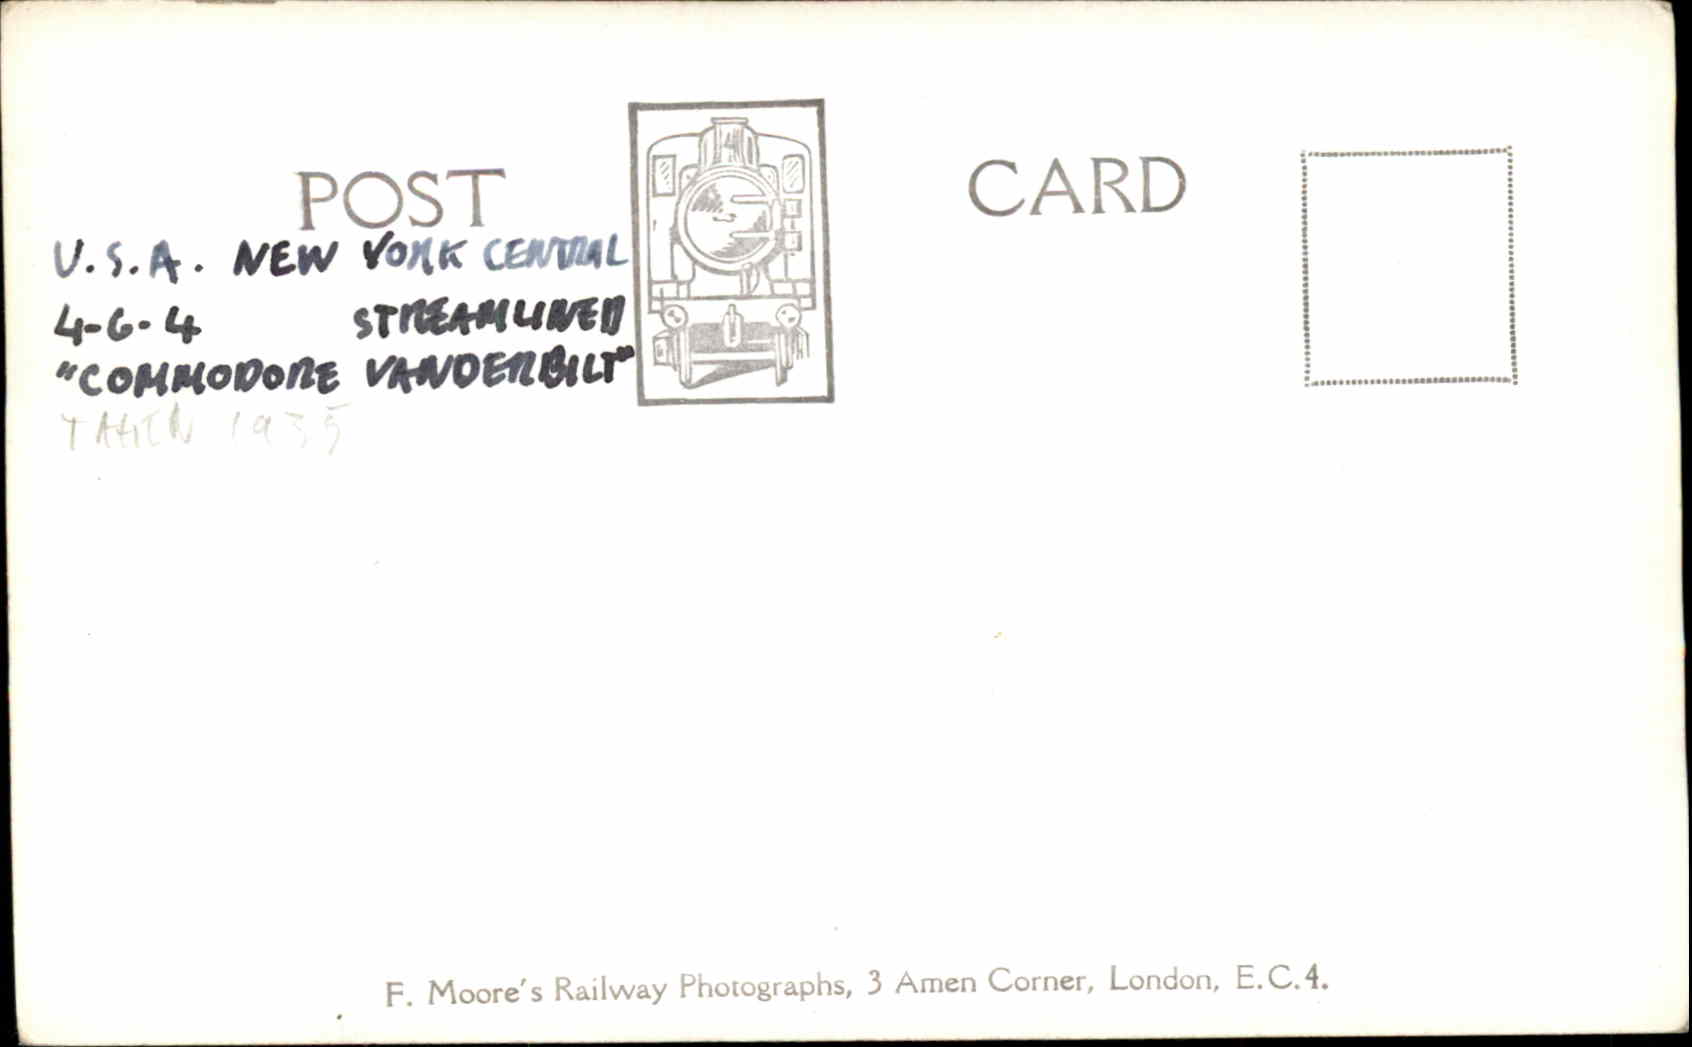 POST CARD
U.S.A. NEW YORK CENTRAL
4-6-4 STREAMLINED
"COMMODORE VANDERBILT"
TAKEN 1935
F. Moore's Railway Photographs, 3 Amen Corner, London, E.C.4.